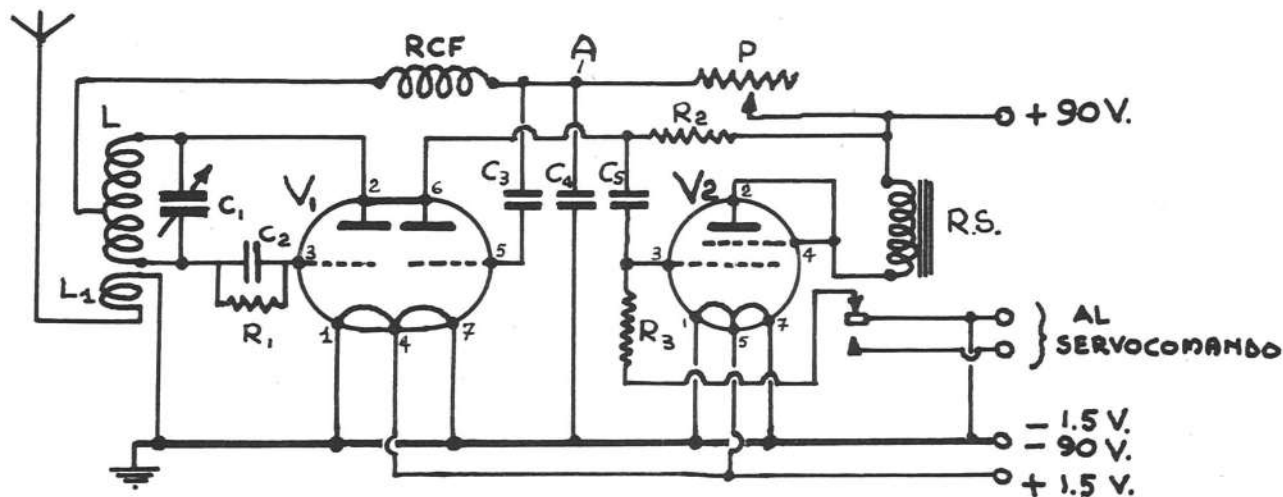 RCF
A
P
+ 90 V.
L
R2
C1
V1
2
6
C3
C4
C5
V2
2
R.S.
C2
3
5
3
4
L1
R1
1
4
7
R3
1
5
7
AL
SERVOCOMANDO
- 1.5 V.
- 90 V.
+ 1.5 V.